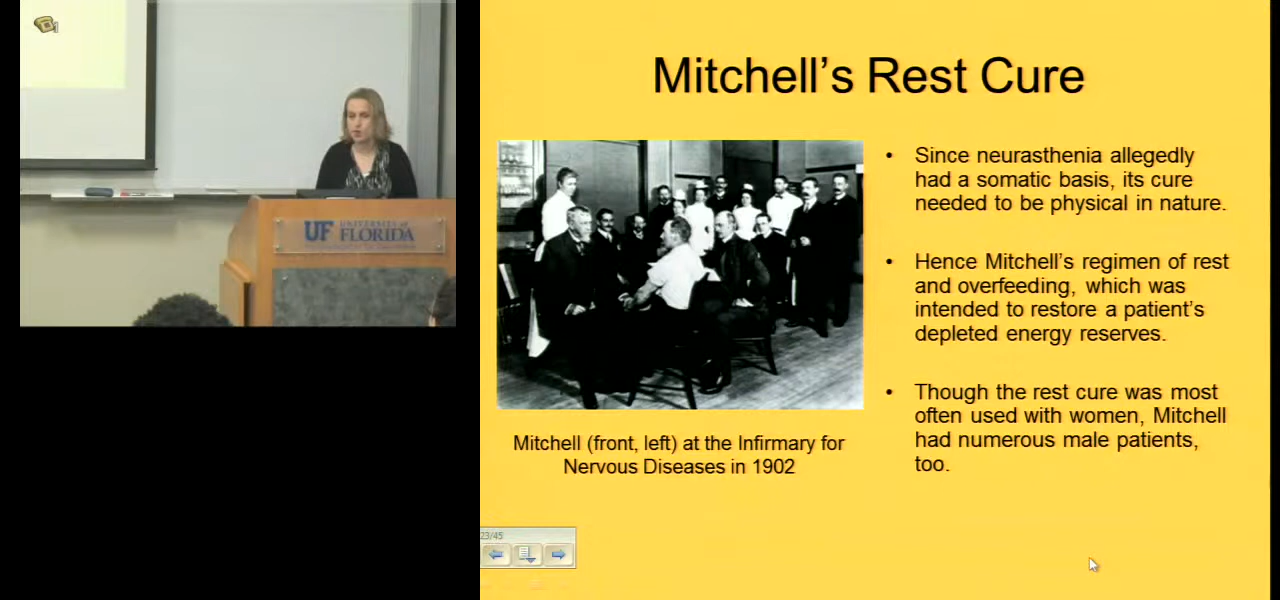 Mitchell's Rest Cure
UF UNIVERSITY of
FLORIDA
• Since neurasthenia allegedly
had a somatic basis, its cure
needed to be physical in nature.
• Hence Mitchell's regimen of rest
and overfeeding, which was
intended to restore a patient's
depleted energy reserves.
• Though the rest cure was most
often used with women, Mitchell
had numerous male patients,
too.
Mitchell (front, left) at the Infirmary for
Nervous Diseases in 1902
23/45